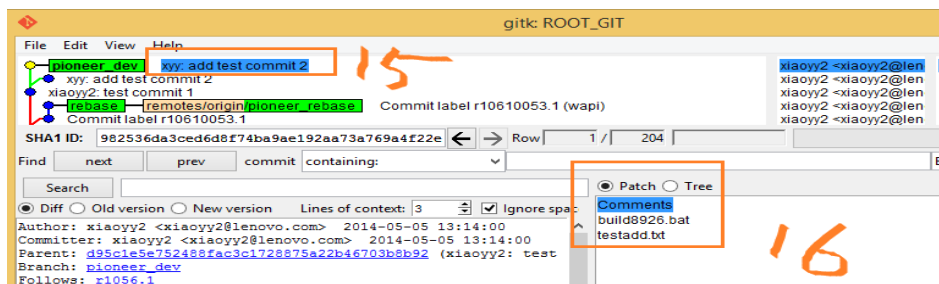 gitk: ROOT_GIT
File Edit View Help
pioneer_dev xyy: add test commit 2 xiaoyy2 <xiaoyy2@len
xyy: add test commit 2 xiaoyy2 <xiaoyy2@len
xiaoyy2: test commit 1 xiaoyy2 <xiaoyy2@len
rebase remotes/origin/pioneer_rebase Commit label r10610053.1 (wapi) xiaoyy2 <xiaoyy2@len
Commit label r10610053.1 xiaoyy2 <xiaoyy2@len
15
SHA1 ID: 982536da3ced6d8f74ba9ae192aa73a769a4f22e Row 1 / 204
Find next prev commit containing:
Search Patch Tree
Diff Old version New version Lines of context: 3 Ignore spac
Comments
build8926.bat
testadd.txt
16
Author: xiaoyy2 <xiaoyy2@lenovo.com> 2014-05-05 13:14:00
Committer: xiaoyy2 <xiaoyy2@lenovo.com> 2014-05-05 13:14:00
Parent: d95c1e5e752488fac3c1728875a22b46703b8b92 (xiaoyy2: test
Branch: pioneer_dev
Follows: r1056.1